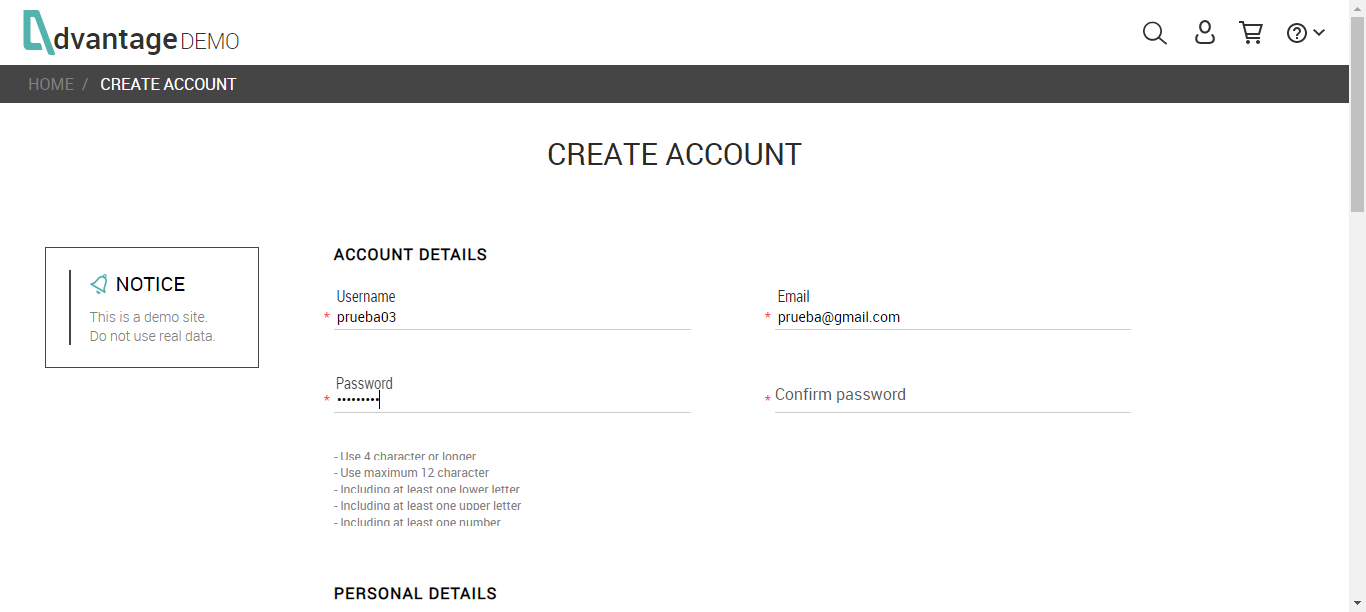 dvantage DEMO
HOME / CREATE ACCOUNT
CREATE ACCOUNT
NOTICE
This is a demo site.
Do not use real data.
ACCOUNT DETAILS
Username
* prueba03
Email
* prueba@gmail.com
Password
* •••••••••
* Confirm password
- Use 4 character or longer
- Use maximum 12 character
- Including at least one lower letter
- Including at least one upper letter
- Including at least one number
PERSONAL DETAILS